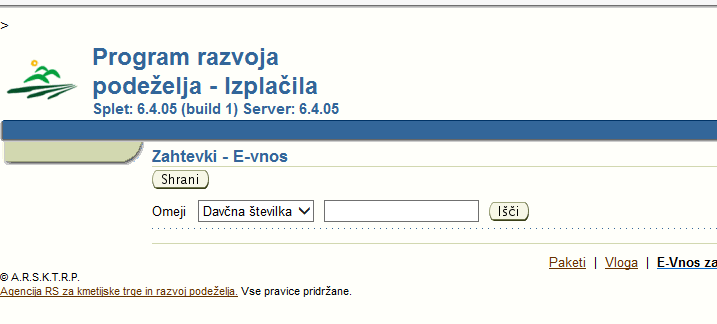 >
Program razvoja
podeželja - Izplačila
Splet: 6.4.05 (build 1) Server: 6.4.05
Zahtevki - E-vnos
Shrani
Omeji Davčna številka Išči
Paketi | Vloga | E-Vnos za
© A.R.S.K.T.R.P.
Agencija RS za kmetijske trge in razvoj podeželja. Vse pravice pridržane.